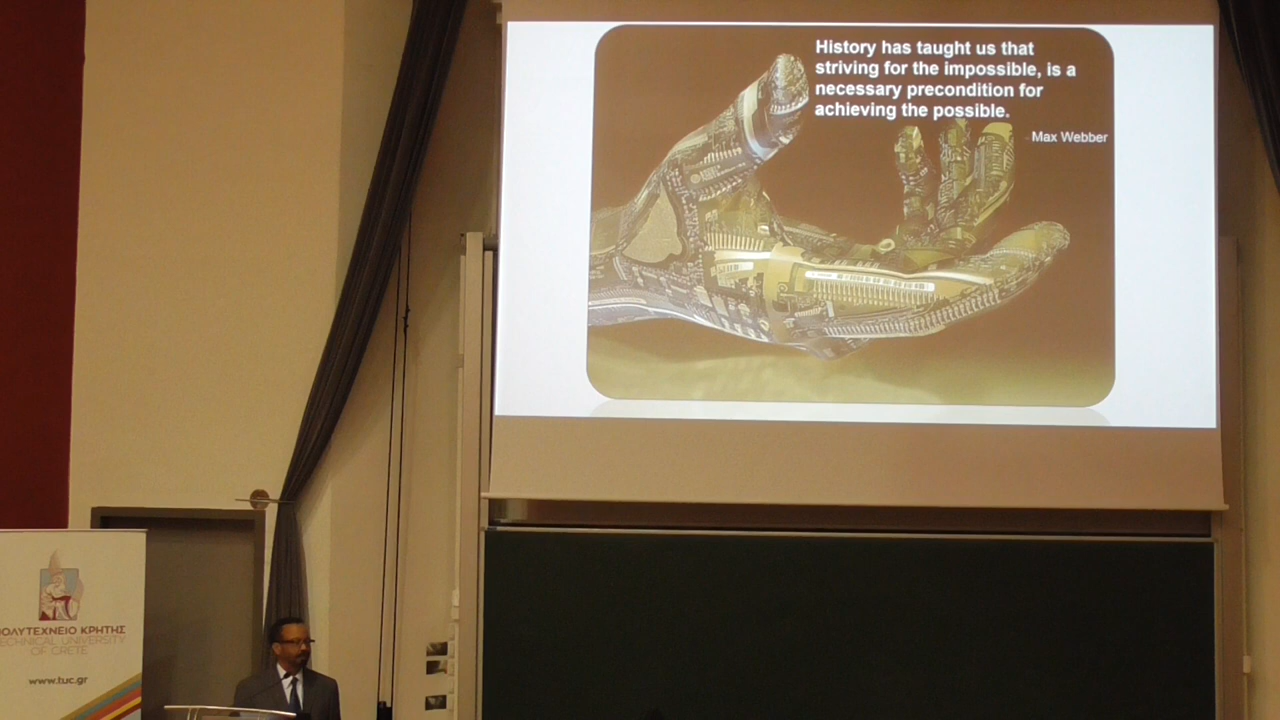 History has taught us that
striving for the impossible, is a
necessary precondition for
achieving the possible.
Max Webber
ΠΟΛΥΤΕΧΝΕΙΟ ΚΡΗΤΗΣ
TECHNICAL UNIVERSITY
OF CRETE
www.tuc.gr